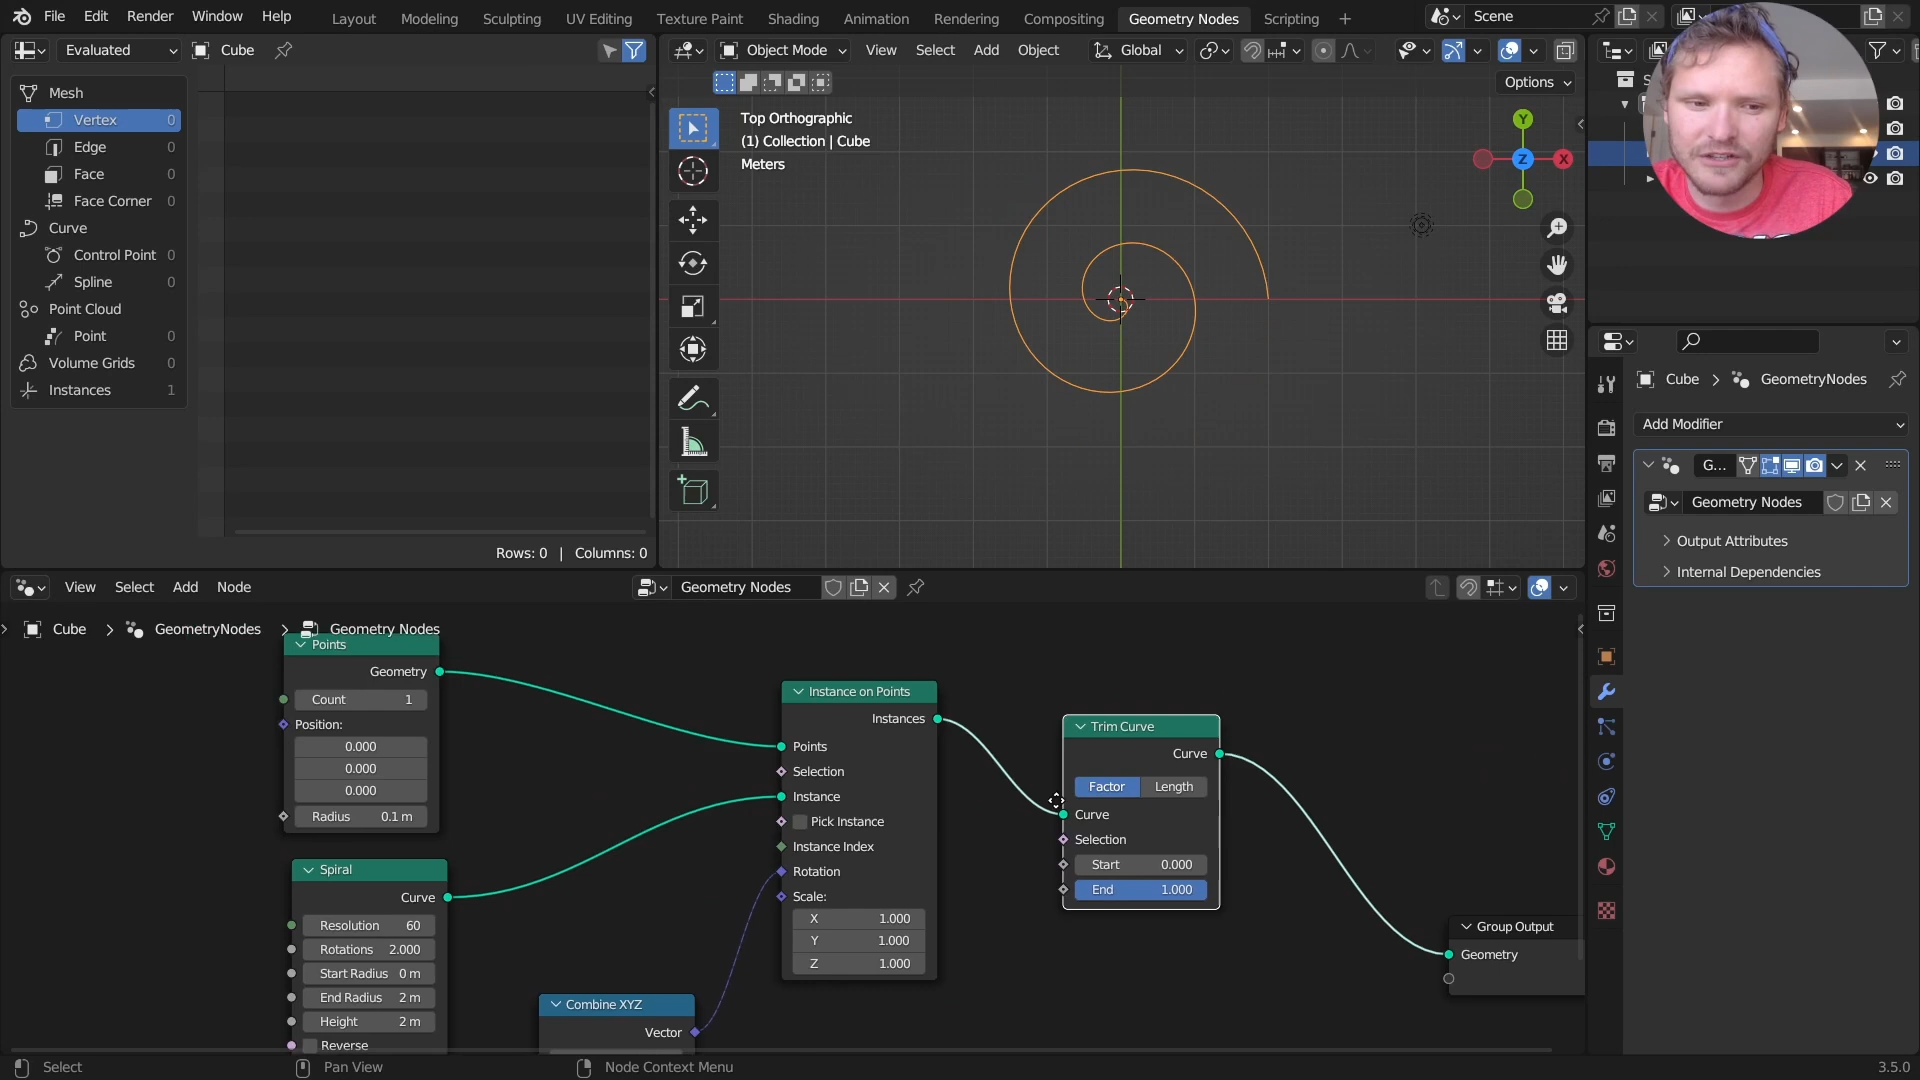 File Edit Render Window Help
Layout Modeling Sculpting UV Editing Texture Paint Shading Animation Rendering Compositing Geometry Nodes Scripting +
Scene
Evaluated Cube
Object Mode View Select Add Object Global
Options
Mesh
Vertex 0
Edge 0
Face 0
Face Corner 0
Curve
Control Point 0
Spline 0
Point Cloud
Point 0
Volume Grids 0
Instances 1
Rows: 0 | Columns: 0
Top Orthographic
(1) Collection | Cube
Meters
Y
Z
X
Cube > GeometryNodes
Add Modifier
G...
Geometry Nodes
Output Attributes
Internal Dependencies
View Select Add Node
Geometry Nodes
Cube > GeometryNodes > Geometry Nodes
Points
Geometry
Count 1
Position:
0.000
0.000
0.000
Radius 0.1 m
Spiral
Curve
Resolution 60
Rotations 2.000
Start Radius 0 m
End Radius 2 m
Height 2 m
Reverse
Combine XYZ
Vector
Instance on Points
Instances
Points
Selection
Instance
Pick Instance
Instance Index
Rotation
Scale:
X 1.000
Y 1.000
Z 1.000
Trim Curve
Curve
Factor Length
Curve
Selection
Start 0.000
End 1.000
Group Output
Geometry
Select
Pan View
Node Context Menu
3.5.0